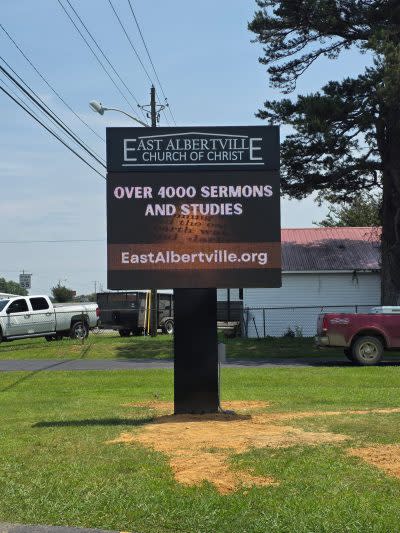 EAST ALBERTVILLE
CHURCH OF CHRIST
OVER 4000 SERMONS
AND STUDIES
EastAlbertville.org